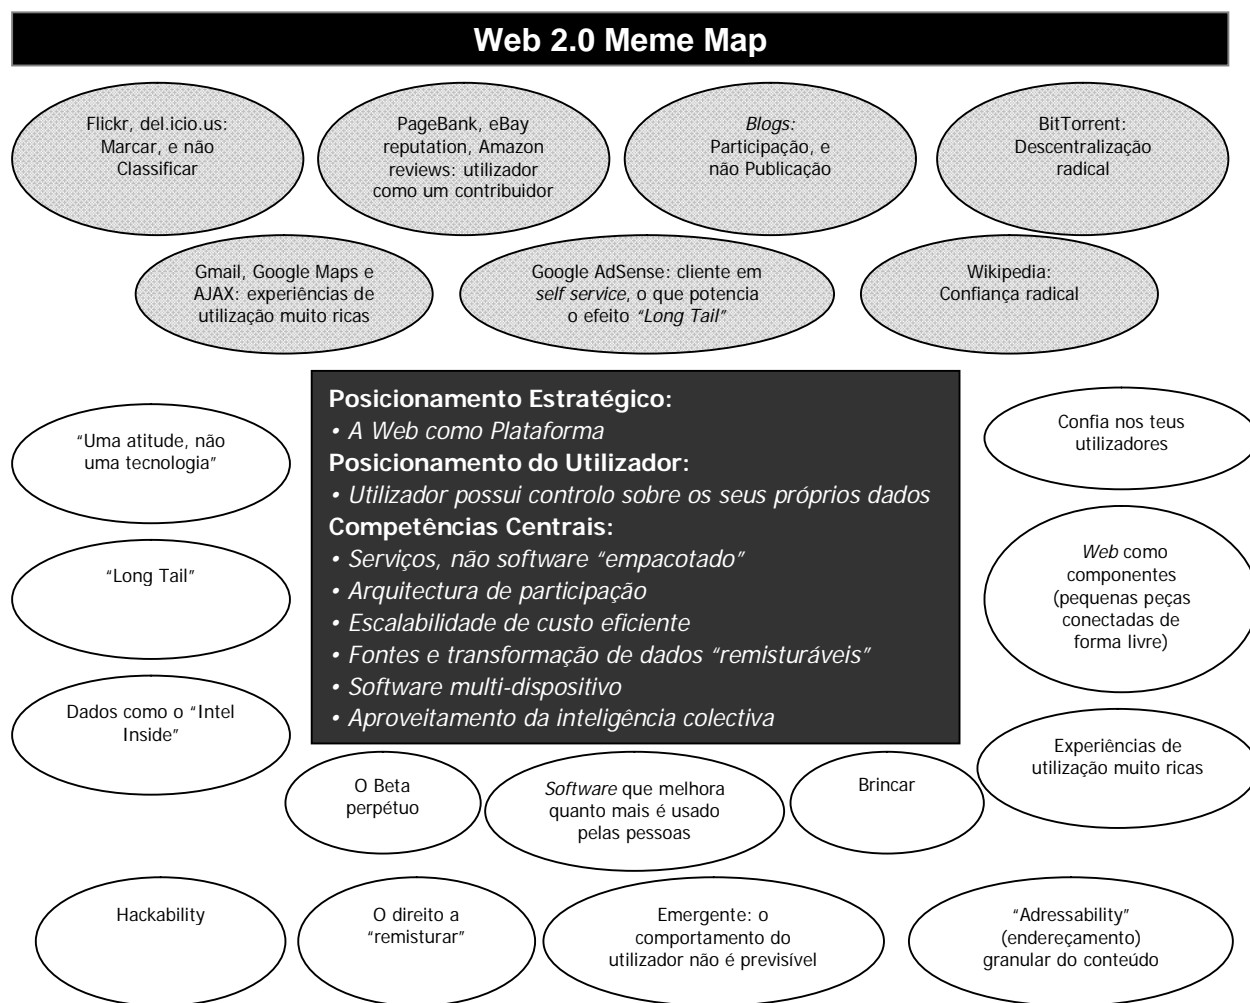 Web 2.0 Meme Map
Flickr, del.icio.us:
Marcar, e não
Classificar
PageBank, eBay
reputation, Amazon
reviews: utilizador
como um contribuidor
Blogs:
Participação, e
não Publicação
BitTorrent:
Descentralização
radical
Gmail, Google Maps e
AJAX: experiências de
utilização muito ricas
Google AdSense: cliente em
self service, o que potencia
o efeito “Long Tail”
Wikipedia:
Confiança radical
“Uma atitude, não
uma tecnologia”
“Long Tail”
Dados como o “Intel
Inside”
Posicionamento Estratégico:
• A Web como Plataforma
Posicionamento do Utilizador:
• Utilizador possui controlo sobre os seus próprios dados
Competências Centrais:
• Serviços, não software “empacotado”
• Arquitectura de participação
• Escalabilidade de custo eficiente
• Fontes e transformação de dados “remisturáveis”
• Software multi-dispositivo
• Aproveitamento da inteligência colectiva
Confia nos teus
utilizadores
Web como
componentes
(pequenas peças
conectadas de
forma livre)
Experiências de
utilização muito ricas
O Beta
perpétuo
Software que melhora
quanto mais é usado
pelas pessoas
Brincar
Hackability
O direito a
“remisturar”
Emergente: o
comportamento do
utilizador não é previsível
“Adressability”
(endereçamento)
granular do conteúdo